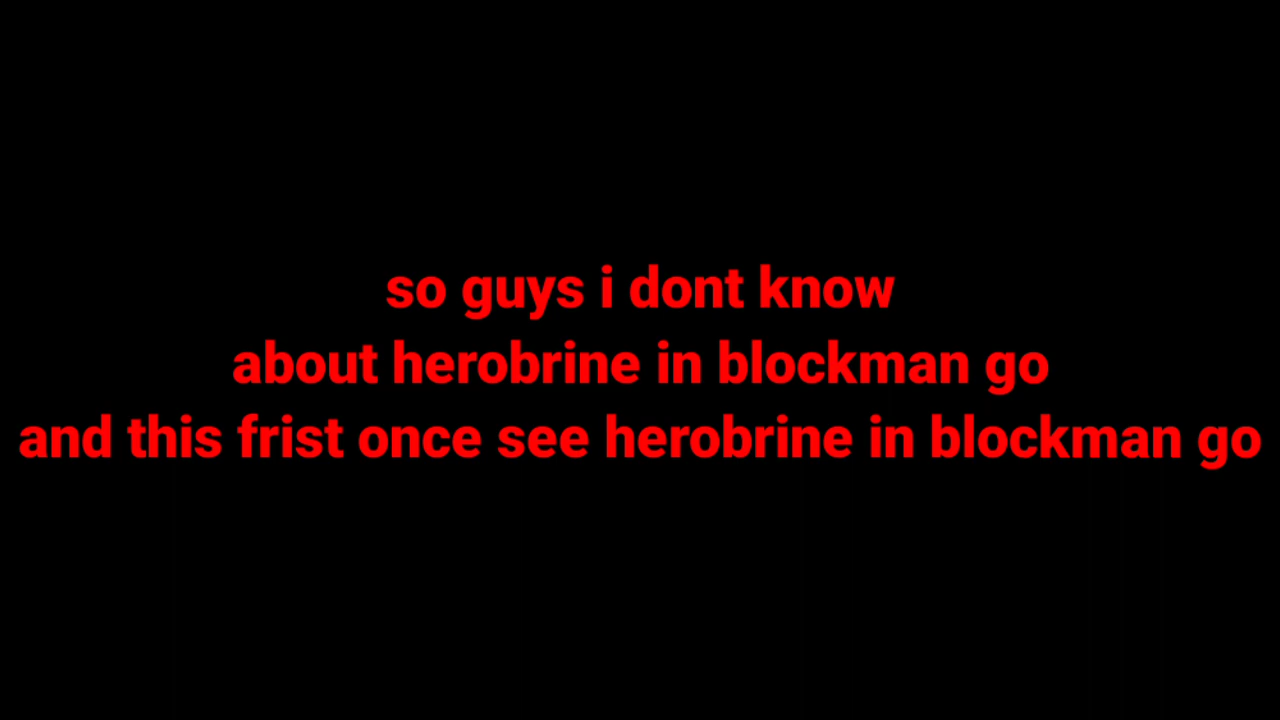 so guys i dont know
about herobrine in blockman go
and this frist once see herobrine in blockman go